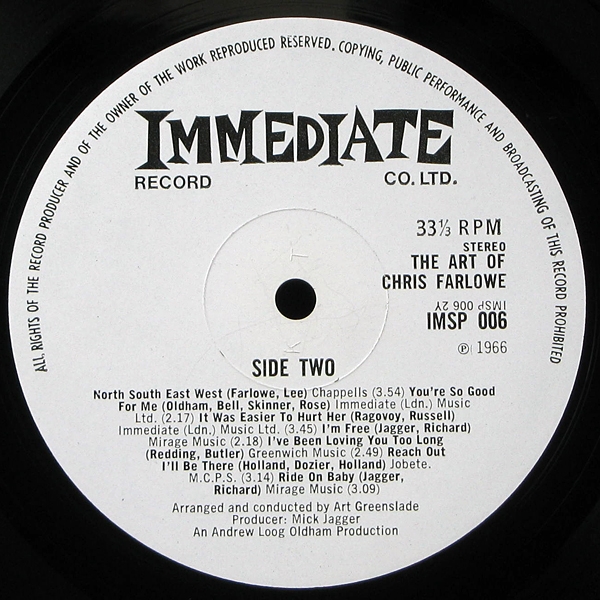 ALL RIGHTS OF THE RECORD PRODUCER AND OF THE OWNER OF THE WORK REPRODUCED RESERVED. COPYING, PUBLIC PERFORMANCE AND BROADCASTING OF THIS RECORD PROHIBITED
IMMEDIATE
RECORD CO. LTD.
33⅓ RPM
STEREO
THE ART OF
CHRIS FARLOWE
IMSP 006 2Y
IMSP 006
Ⓟ 1966
SIDE TWO
North South East West (Farlowe, Lee) Chappells (3.54) You're So Good
For Me (Oldham, Bell, Skinner, Rose) Immediate (Ldn.) Music
Ltd. (2.17) It Was Easier To Hurt Her (Ragovoy, Russell)
Immediate (Ldn.) Music Ltd. (3.45) I'm Free (Jagger, Richard)
Mirage Music (2.18) I've Been Loving You Too Long
(Redding, Butler) Greenwich Music (2.49) Reach Out
I'll Be There (Holland, Dozier, Holland) Jobete.
M.C.P.S. (3.14) Ride On Baby (Jagger,
Richard) Mirage Music (3.09)
Arranged and conducted by Art Greenslade
Producer: Mick Jagger
An Andrew Loog Oldham Production